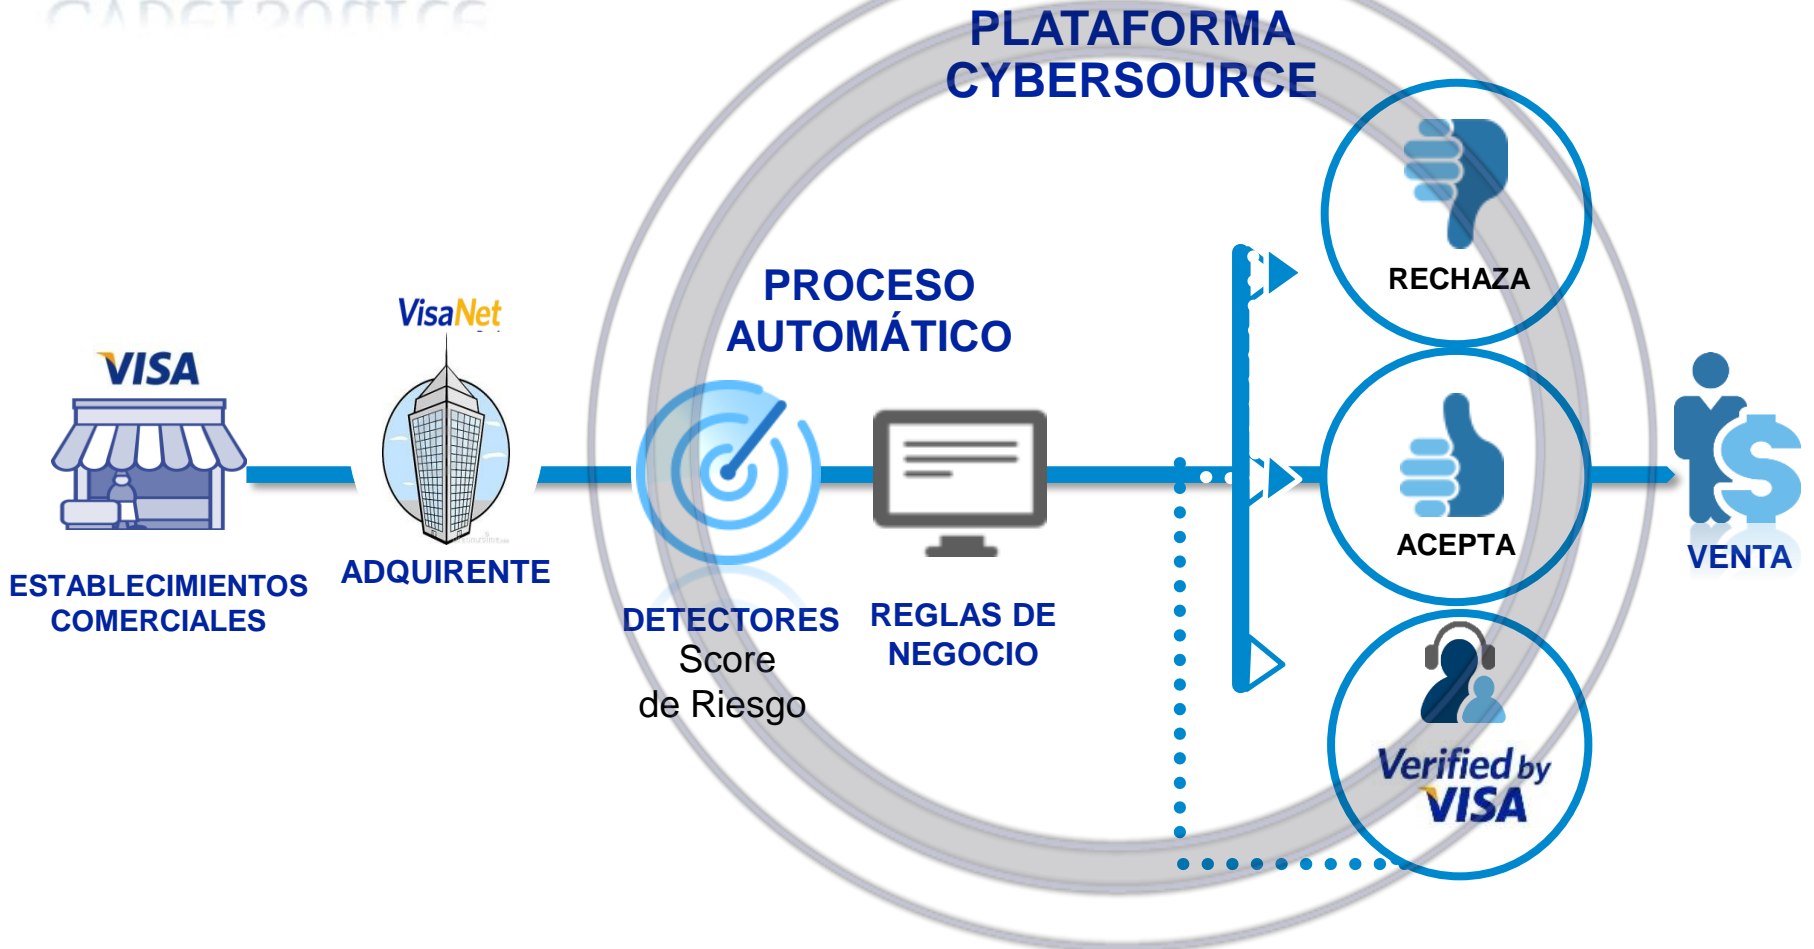 PLATAFORMA
CYBERSOURCE
RECHAZA
PROCESO
AUTOMÁTICO
VisaNet
VISA
ACEPTA
VENTA
ESTABLECIMIENTOS
COMERCIALES
ADQUIRENTE
DETECTORES
Score
de Riesgo
REGLAS DE
NEGOCIO
Verified by
VISA